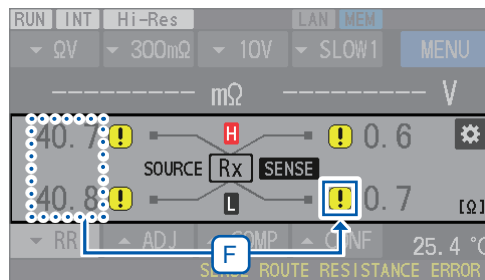 RUN INT Hi-Res LAN MEM
ΩV 300mΩ 10V SLOW1 MENU
---------- mΩ ---------- V
40.7 ! H ! 0.6
SOURCE Rx SENSE
40.8 ! L ! 0.7 [Ω]
RR ADJ COMP CONF 25.4 °C
F
SENSE ROUTE RESISTANCE ERROR